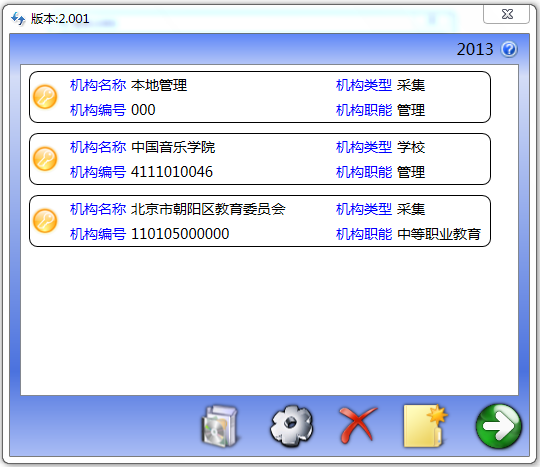 版本:2.001
2013
机构名称 本地管理 机构类型 采集
机构编号 000 机构职能 管理
机构名称 中国音乐学院 机构类型 学校
机构编号 4111010046 机构职能 管理
机构名称 北京市朝阳区教育委员会 机构类型 采集
机构编号 110105000000 机构职能 中等职业教育